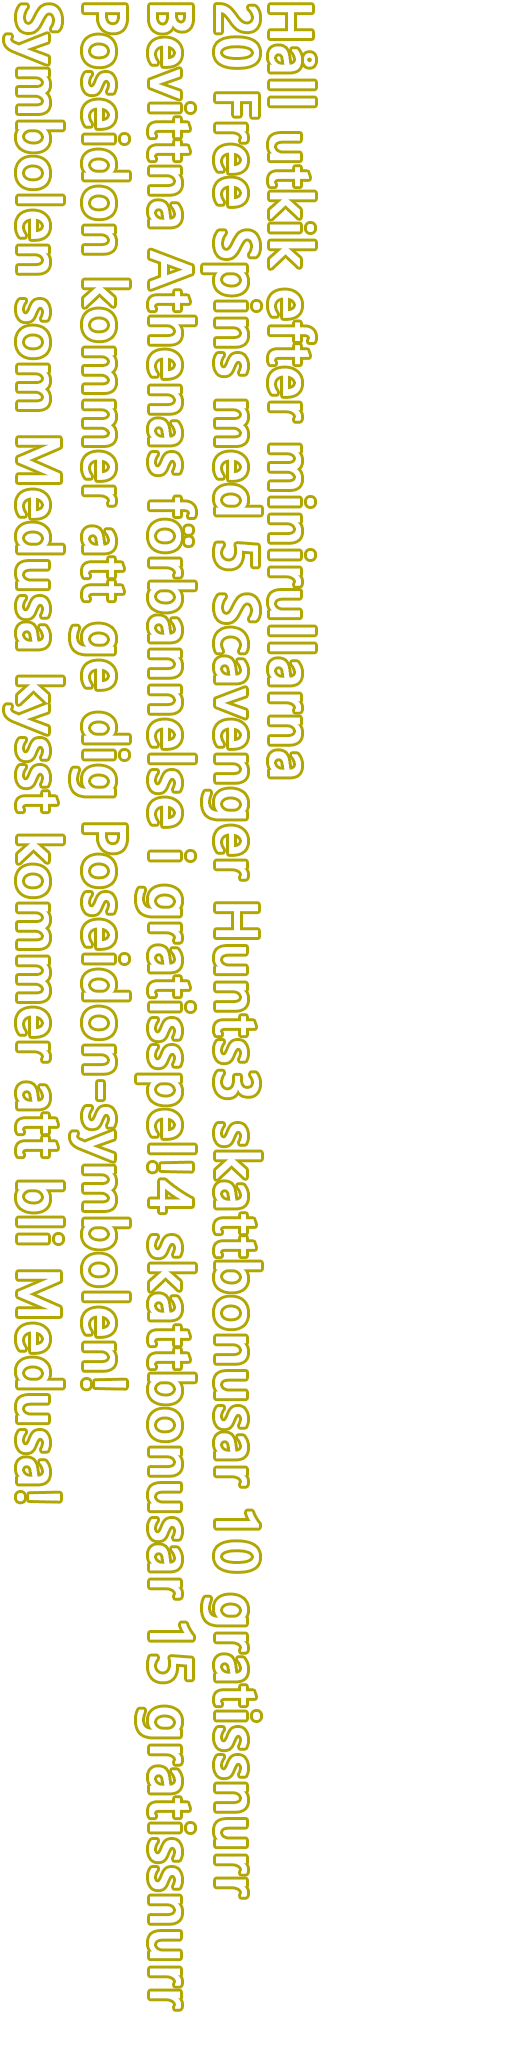 Håll utkik efter minirullarna
20 Free Spins med 5 Scavenger Hunts3 skattbonusar 10 gratissnurr
Bevittna Athenas förbannelse i gratisspel!4 skattbonusar 15 gratissnurr
Poseidon kommer att ge dig Poseidon-symbolen!
Symbolen som Medusa kysst kommer att bli Medusa!